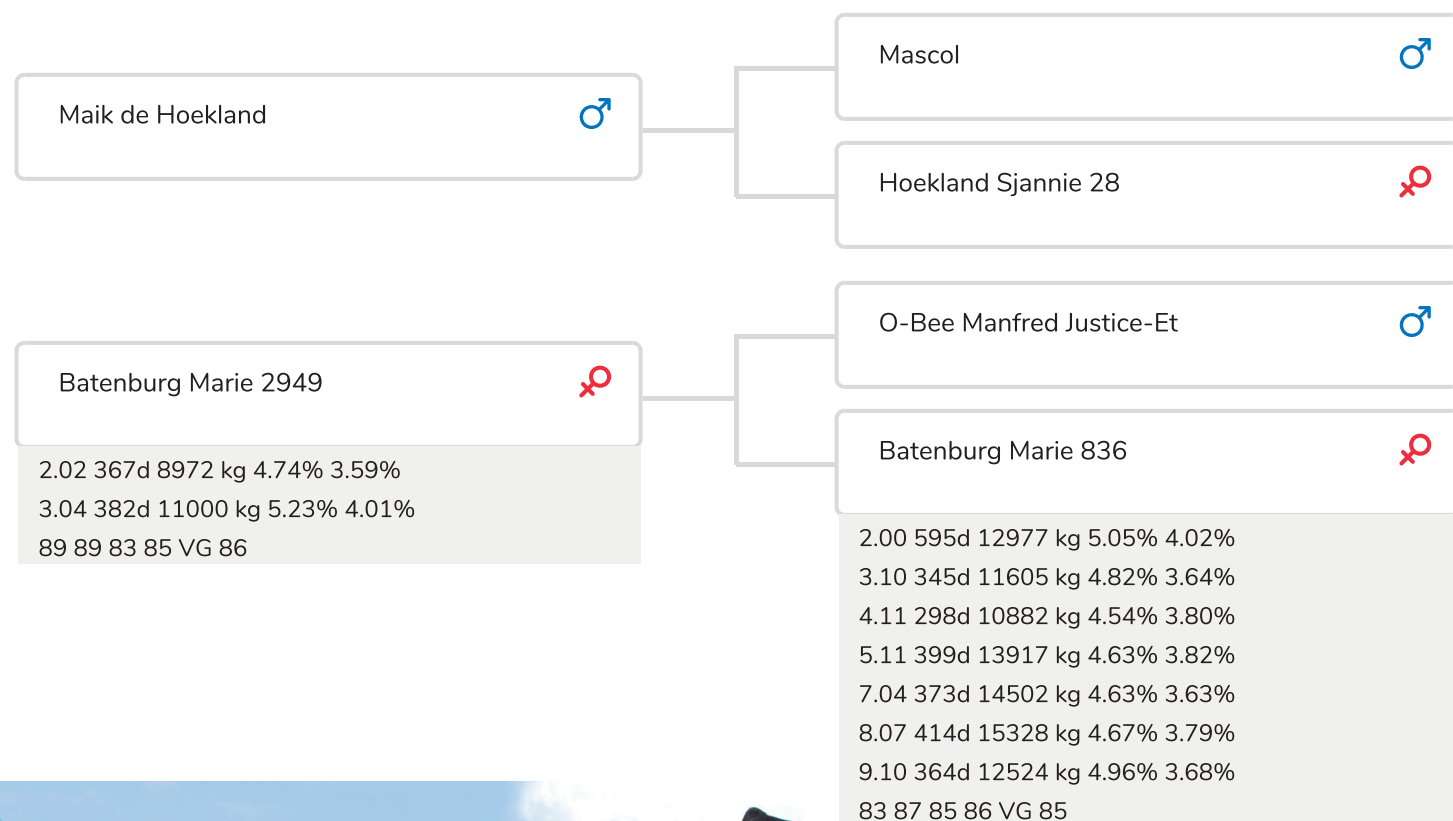 Maik de Hoekland
Mascol
Hoekland Sjannie 28
Batenburg Marie 2949
2.02 367d 8972 kg 4.74% 3.59%
3.04 382d 11000 kg 5.23% 4.01%
89 89 83 85 VG 86
O-Bee Manfred Justice-Et
Batenburg Marie 836
2.00 595d 12977 kg 5.05% 4.02%
3.10 345d 11605 kg 4.82% 3.64%
4.11 298d 10882 kg 4.54% 3.80%
5.11 399d 13917 kg 4.63% 3.82%
7.04 373d 14502 kg 4.63% 3.63%
8.07 414d 15328 kg 4.67% 3.79%
9.10 364d 12524 kg 4.96% 3.68%
83 87 85 86 VG 85